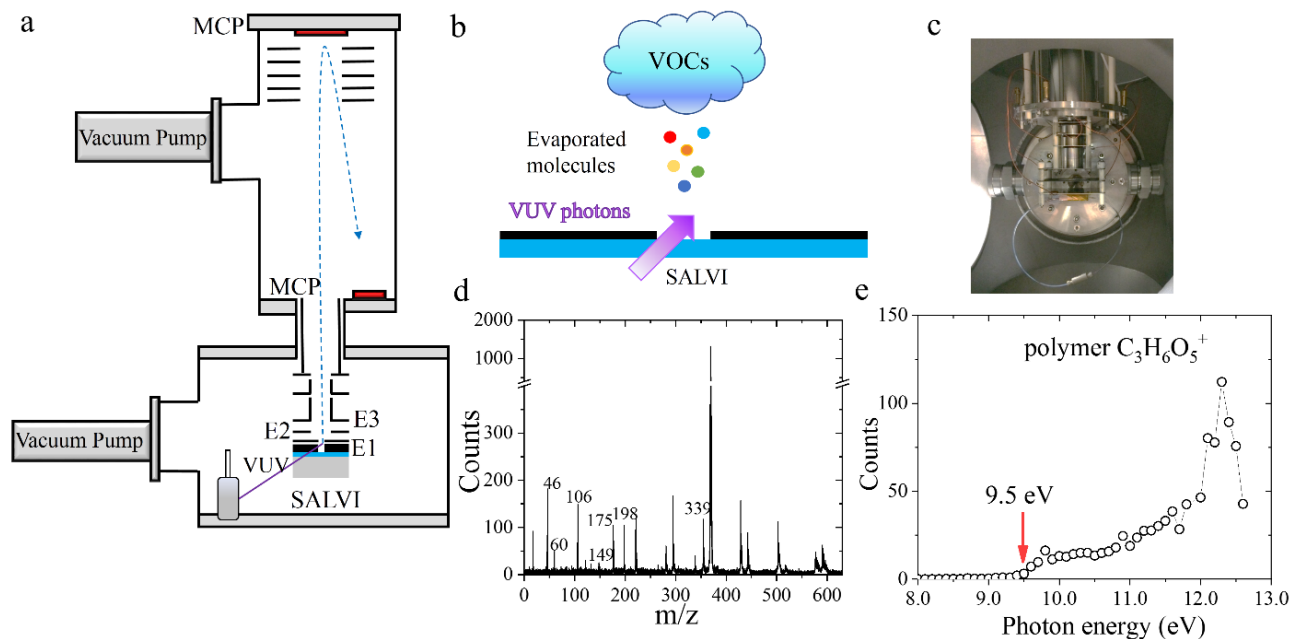 a
MCP
Vacuum Pump
MCP
Vacuum Pump
E2
E3
E1
VUV
SALVI
b
VOCs
Evaporated
molecules
VUV photons
SALVI
c
d
2000
1000
300
200
100
0
Counts
46
60
106
149
175
198
339
0 100 200 300 400 500 600
m/z
e
150
100
50
0
Counts
polymer C₃H₆O₅⁺
9.5 eV
8.0 9.0 10.0 11.0 12.0 13.0
Photon energy (eV)